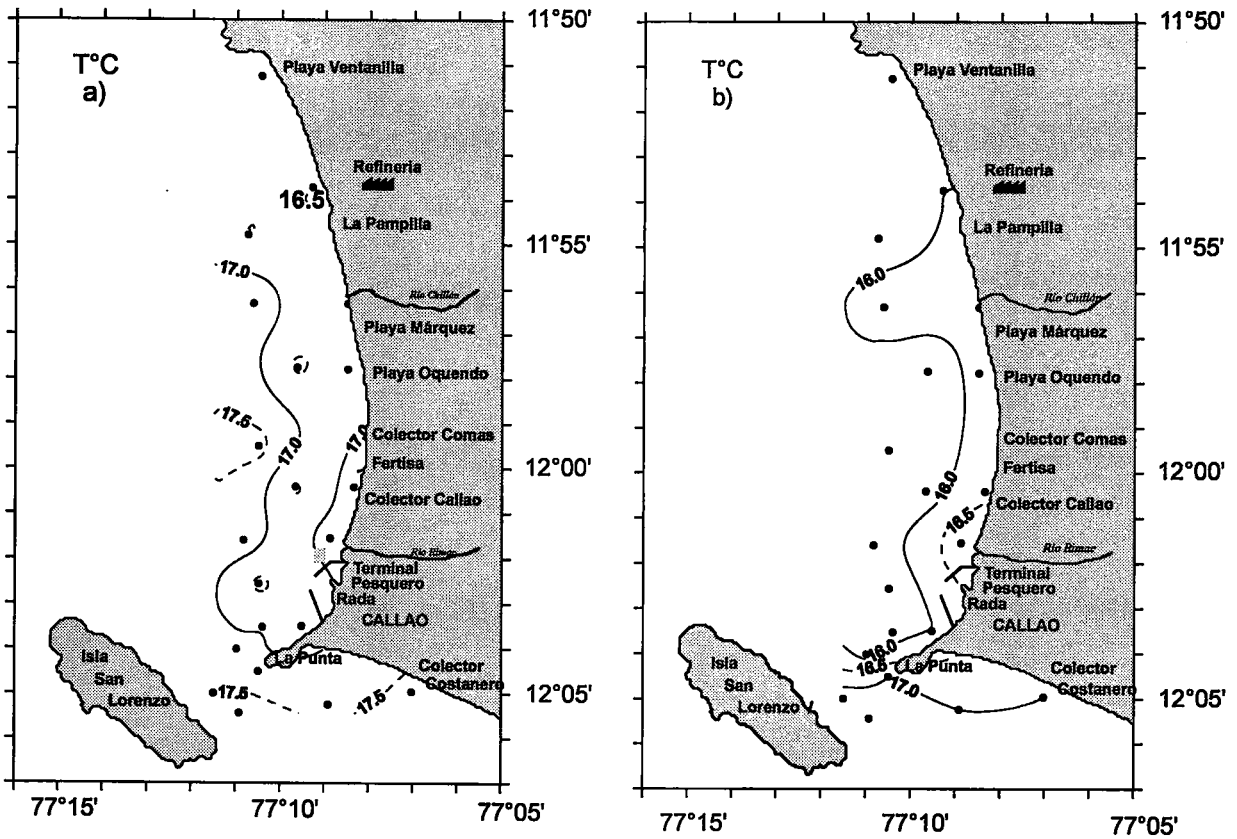 T°C
a)
Playa Ventanilla
Refineria
16.5
La Pampilla
17.0
Rio Chillón
Playa Márquez
Playa Oquendo
17.5
17.0
17.0
Colector Comas
Fertisa
Colector Callao
Rio Rimar
Terminal
Pesquero
Rada
CALLAO
La Punta
Isla
San
Lorenzo
Colector
Costanero
17.5
17.5
11°50'
11°55'
12°00'
12°05'
77°15'
77°10'
77°05'
T°C
b)
Playa Ventanilla
Refineria
La Pampilla
16.0
Rio Chillón
Playa Márquez
Playa Oquendo
Colector Comas
Fertisa
16.0
Colector Callao
16.5
Rio Rimar
Terminal
Pesquero
Rada
CALLAO
16.0
16.5
La Punta
17.0
Isla
San
Lorenzo
Colector
Costanero
11°50'
11°55'
12°00'
12°05'
77°15'
77°10'
77°05'